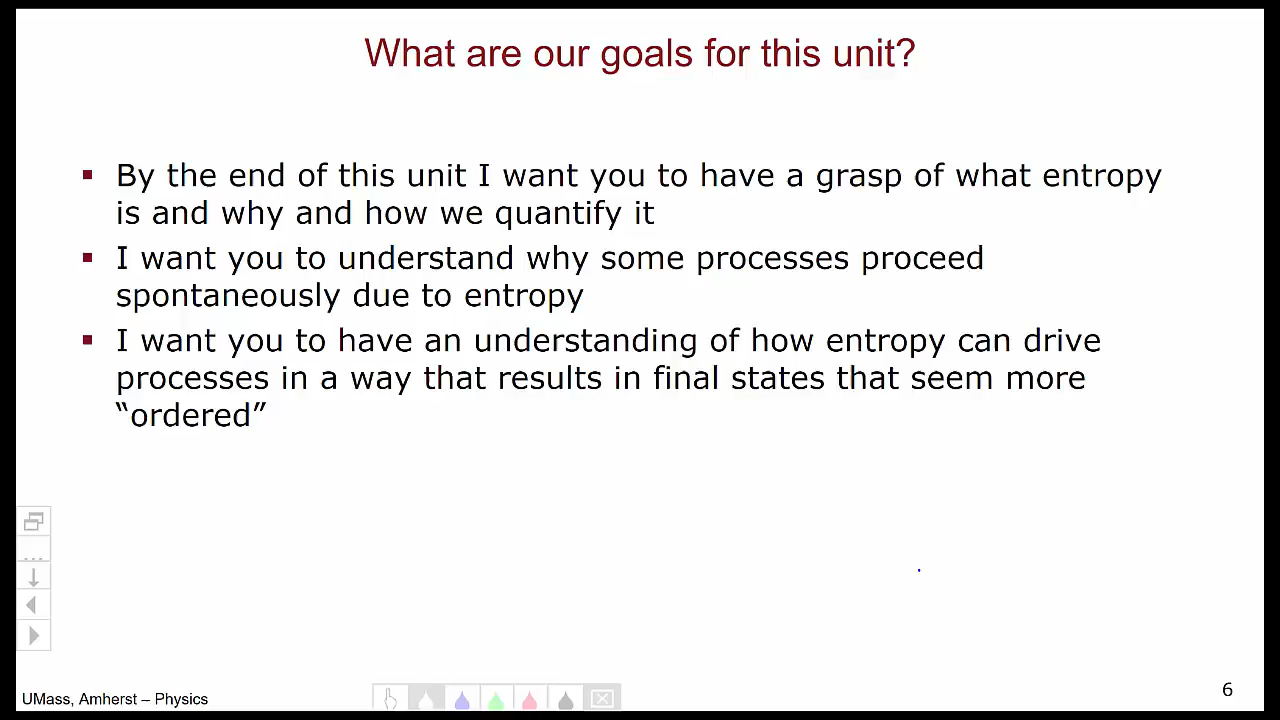 What are our goals for this unit?
▪ By the end of this unit I want you to have a grasp of what entropy
is and why and how we quantify it
▪ I want you to understand why some processes proceed
spontaneously due to entropy
▪ I want you to have an understanding of how entropy can drive
processes in a way that results in final states that seem more
“ordered”
UMass, Amherst – Physics
6